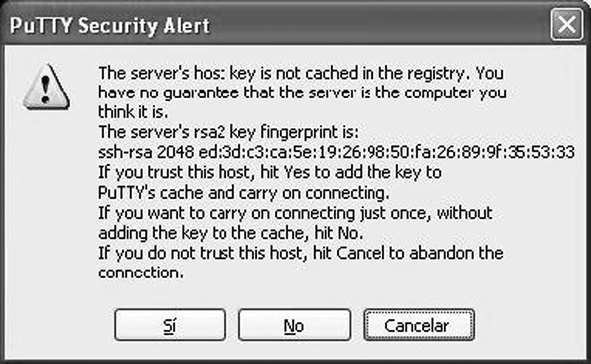 PuTTY Security Alert
The server's host key is not cached in the registry. You
have no guarantee that the server is the computer you
think it is.
The server's rsa2 key fingerprint is:
ssh-rsa 2048 ed:3d:c3:ca:5e:19:26:98:50:fa:26:89:9f:35:53:33
If you trust this host, hit Yes to add the key to
PuTTY's cache and carry on connecting.
If you want to carry on connecting just once, without
adding the key to the cache, hit No.
If you do not trust this host, hit Cancel to abandon the
connection.
Sí No Cancelar